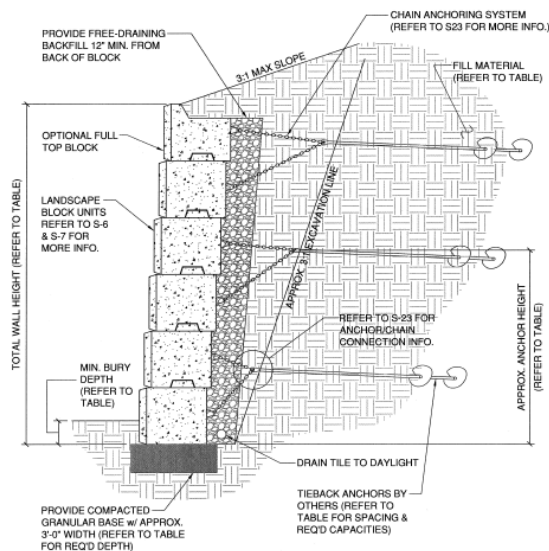 PROVIDE FREE-DRAINING
BACKFILL 12" MIN. FROM
BACK OF BLOCK
CHAIN ANCHORING SYSTEM
(REFER TO S23 FOR MORE INFO.)
3:1 MAX SLOPE
FILL MATERIAL
(REFER TO TABLE)
OPTIONAL FULL
TOP BLOCK
LANDSCAPE
BLOCK UNITS
REFER TO S-6
& S-7 FOR
MORE INFO.
TOTAL WALL HEIGHT (REFER TO TABLE)
APPROX. 3:1 EXCAVATION LINE
REFER TO S-23 FOR
ANCHOR/CHAIN
CONNECTION INFO.
APPROX. ANCHOR HEIGHT
(REFER TO TABLE)
MIN. BURY
DEPTH
(REFER TO
TABLE)
DRAIN TILE TO DAYLIGHT
TIEBACK ANCHORS BY
OTHERS (REFER TO
TABLE FOR SPACING &
REQ'D CAPACITIES)
PROVIDE COMPACTED
GRANULAR BASE w/ APPROX.
3'-0" WIDTH (REFER TO TABLE
FOR REQ'D DEPTH)